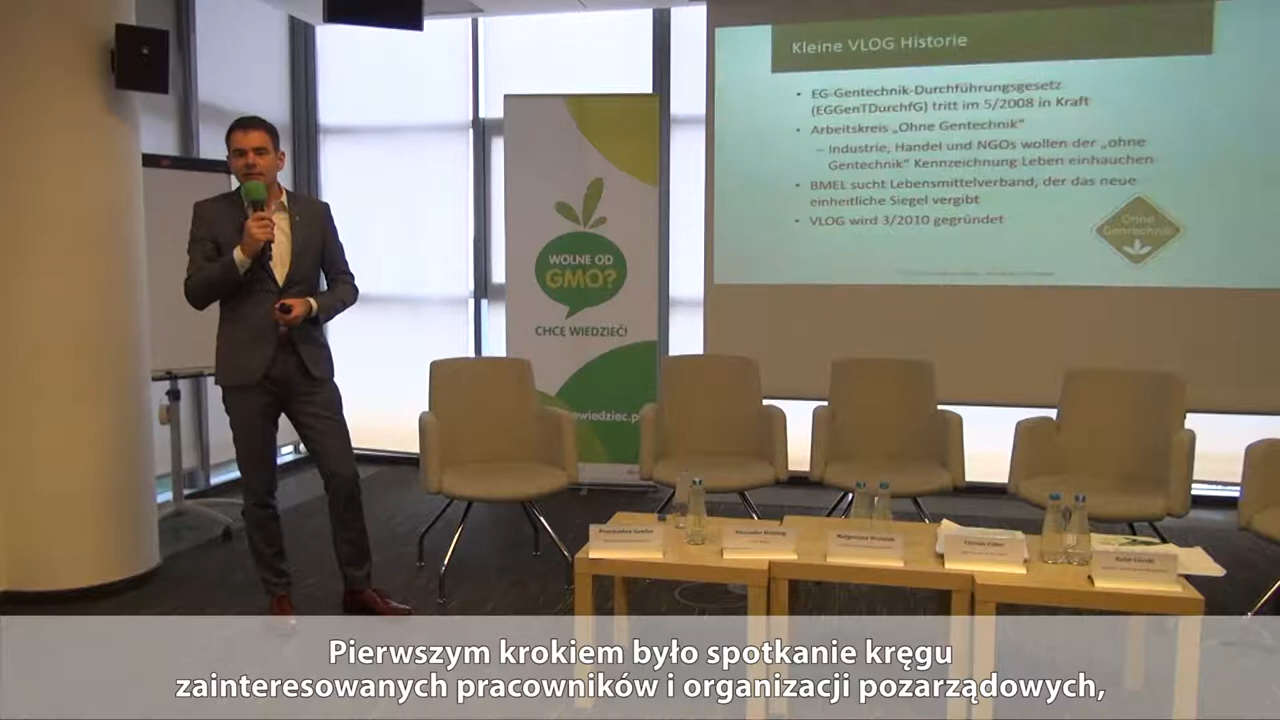 Kleine VLOG Historie
• EG-Gentechnik-Durchführungsgesetz
(EGGenTDurchfG) tritt im 5/2008 in Kraft
• Arbeitskreis „Ohne Gentechnik“
– Industrie, Handel und NGOs wollen der „ohne
Gentechnik“ Kennzeichnung Leben einhauchen
• BMEL sucht Lebensmittelverband, der das neue
einheitliche Siegel vergibt
• VLOG wird 3/2010 gegründet
Ohne
Gentechnik
WOLNE OD
GMO?
CHCĘ WIEDZIEĆ!
Pierwszym krokiem było spotkanie kręgu
zainteresowanych pracowników i organizacji pozarządowych,